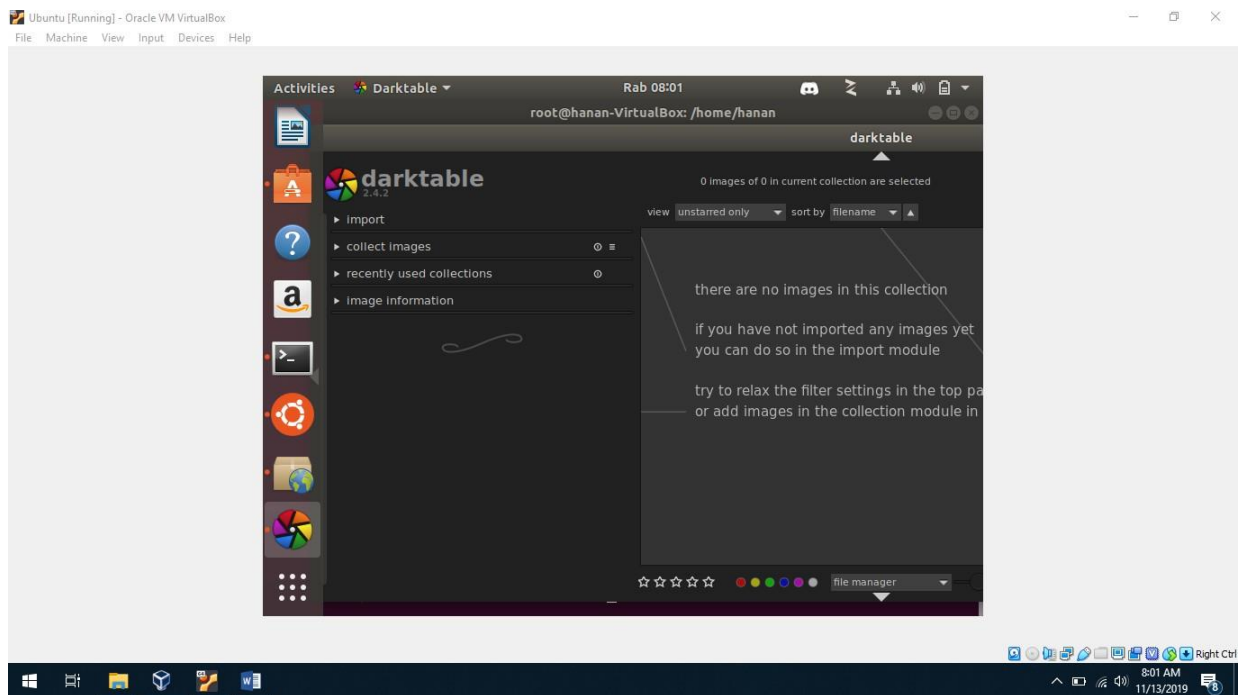 Ubuntu [Running] - Oracle VM VirtualBox
File Machine View Input Devices Help
Activities Darktable Rab 08:01
root@hanan-VirtualBox: /home/hanan
darktable
darktable
2.4.2
0 images of 0 in current collection are selected
view unstarred only sort by filename
import
collect images
recently used collections
image information
there are no images in this collection
if you have not imported any images yet
you can do so in the import module
try to relax the filter settings in the top pa
or add images in the collection module in
file manager
Right Ctrl
8:01 AM
11/13/2019
8